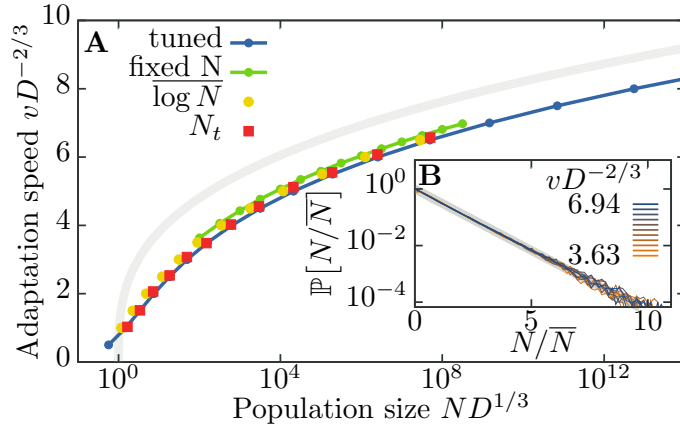 A
tuned
fixed N
log N
N_t
Adaptation speed vD^{-2/3}
10
8
6
4
2
0
10^0
10^4
10^8
10^12
Population size ND^{1/3}
B
vD^{-2/3}
6.94
3.63
ℙ[N/N̅]
10^0
10^{-2}
10^{-4}
0
5
10
N/N̅